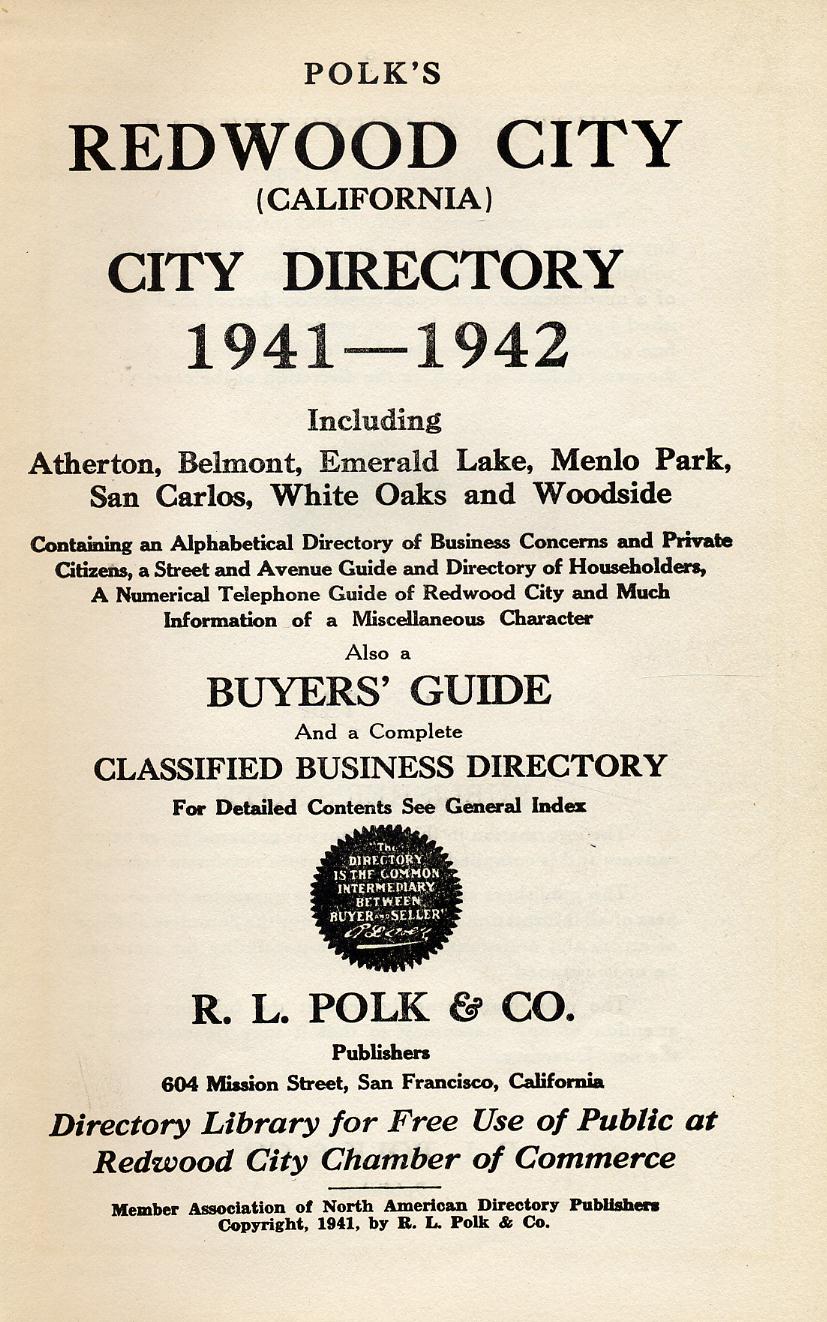 POLK'S
REDWOOD CITY
(CALIFORNIA)
CITY DIRECTORY
1941—1942
Including
Atherton, Belmont, Emerald Lake, Menlo Park,
San Carlos, White Oaks and Woodside
Containing an Alphabetical Directory of Business Concerns and Private
Citizens, a Street and Avenue Guide and Directory of Householders,
A Numerical Telephone Guide of Redwood City and Much
Information of a Miscellaneous Character
Also a
BUYERS' GUIDE
And a Complete
CLASSIFIED BUSINESS DIRECTORY
For Detailed Contents See General Index
"The
DIRECTORY
IS THE COMMON
INTERMEDIARY
BETWEEN
BUYER AND SELLER"
R. L. POLK & CO.
Publishers
604 Mission Street, San Francisco, California
Directory Library for Free Use of Public at
Redwood City Chamber of Commerce
Member Association of North American Directory Publishers
Copyright, 1941, by R. L. Polk & Co.